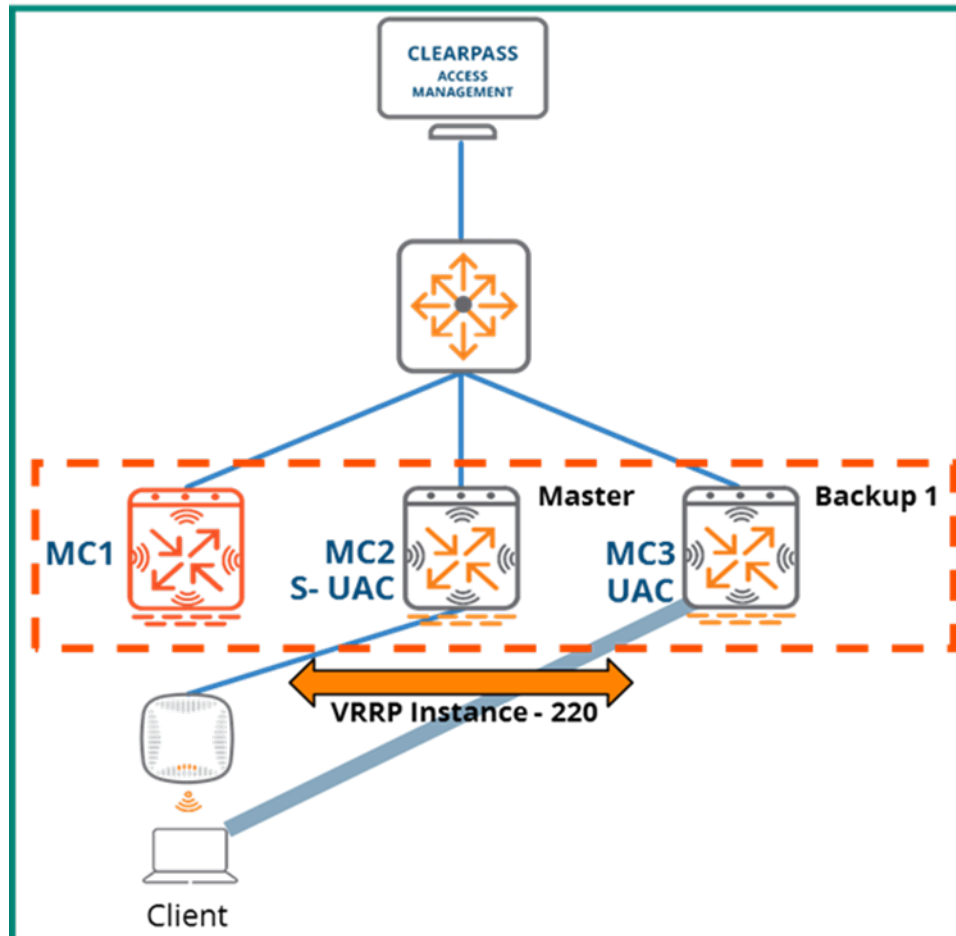 CLEARPASS
ACCESS
MANAGEMENT
Master
Backup 1
MC1
MC2
S- UAC
MC3
UAC
VRRP Instance - 220
Client